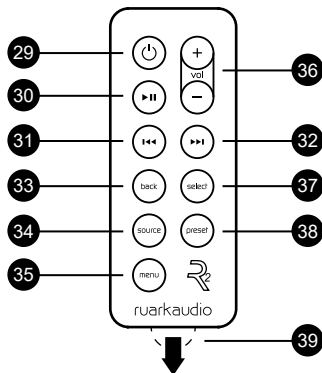 29
36
+
vol
−
30
31
32
33
back
select
37
34
source
preset
38
35
menu
R2
ruarkaudio
39